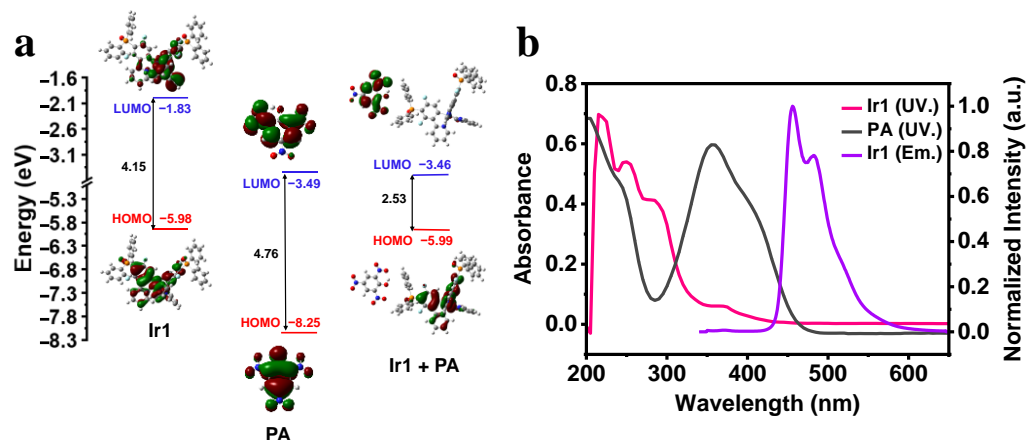 a
Energy (eV)
−1.6
−2.1
−2.6
−3.1
−5.3
−5.8
−6.3
−6.8
−7.3
−7.8
−8.3
LUMO −1.83
4.15
HOMO −5.98
Ir1
LUMO −3.49
4.76
HOMO −8.25
PA
LUMO −3.46
2.53
HOMO −5.99
Ir1 + PA
b
Absorbance
0.8
0.6
0.4
0.2
0.0
Ir1 (UV.)
PA (UV.)
Ir1 (Em.)
1.0
0.8
0.6
0.4
0.2
0.0
Normalized Intensity (a.u.)
200 300 400 500 600
Wavelength (nm)